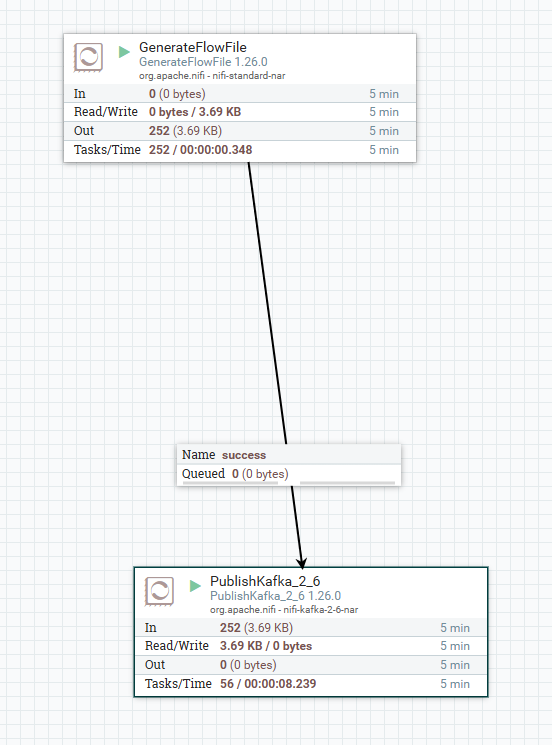 GenerateFlowFile
GenerateFlowFile 1.26.0
org.apache.nifi - nifi-standard-nar
In 0 (0 bytes) 5 min
Read/Write 0 bytes / 3.69 KB 5 min
Out 252 (3.69 KB) 5 min
Tasks/Time 252 / 00:00:00.348 5 min
Name success
Queued 0 (0 bytes)
PublishKafka_2_6
PublishKafka_2_6 1.26.0
org.apache.nifi - nifi-kafka-2-6-nar
In 252 (3.69 KB) 5 min
Read/Write 3.69 KB / 0 bytes 5 min
Out 0 (0 bytes) 5 min
Tasks/Time 56 / 00:00:08.239 5 min